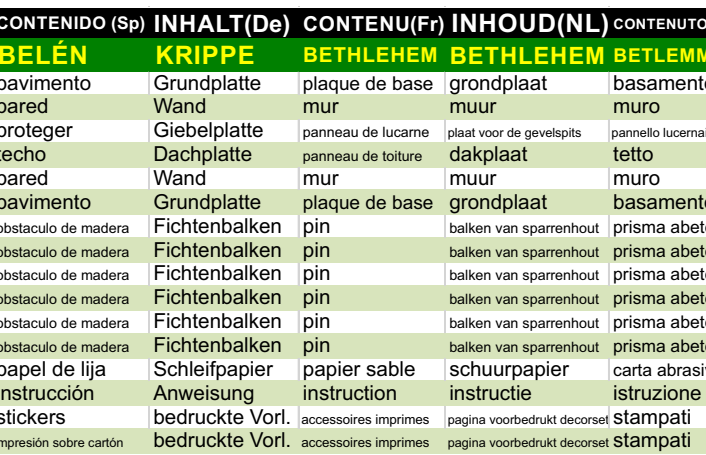 CONTENIDO (Sp) INHALT(De) CONTENU(Fr) INHOUD(NL) CONTENUTO
BELÉN KRIPPE BETHLEHEM BETHLEHEM BETLEMM
pavimento Grundplatte plaque de base grondplaat basamento
pared Wand mur muur muro
proteger Giebelplatte panneau de lucarne plaat voor de gevelspits pannello lucernai
techo Dachplatte panneau de toiture dakplaat tetto
pared Wand mur muur muro
pavimento Grundplatte plaque de base grondplaat basamento
obstaculo de madera Fichtenbalken pin balken van sparrenhout prisma abete
obstaculo de madera Fichtenbalken pin balken van sparrenhout prisma abete
obstaculo de madera Fichtenbalken pin balken van sparrenhout prisma abete
obstaculo de madera Fichtenbalken pin balken van sparrenhout prisma abete
obstaculo de madera Fichtenbalken pin balken van sparrenhout prisma abete
obstaculo de madera Fichtenbalken pin balken van sparrenhout prisma abete
papel de lija Schleifpapier papier sable schuurpapier carta abrasiv
instrucción Anweisung instruction instructie istruzione
stickers bedruckte Vorl. accessoires imprimes pagina voorbedrukt decorset stampati
mpresión sobre cartón bedruckte Vorl. accessoires imprimes pagina voorbedrukt decorset stampati